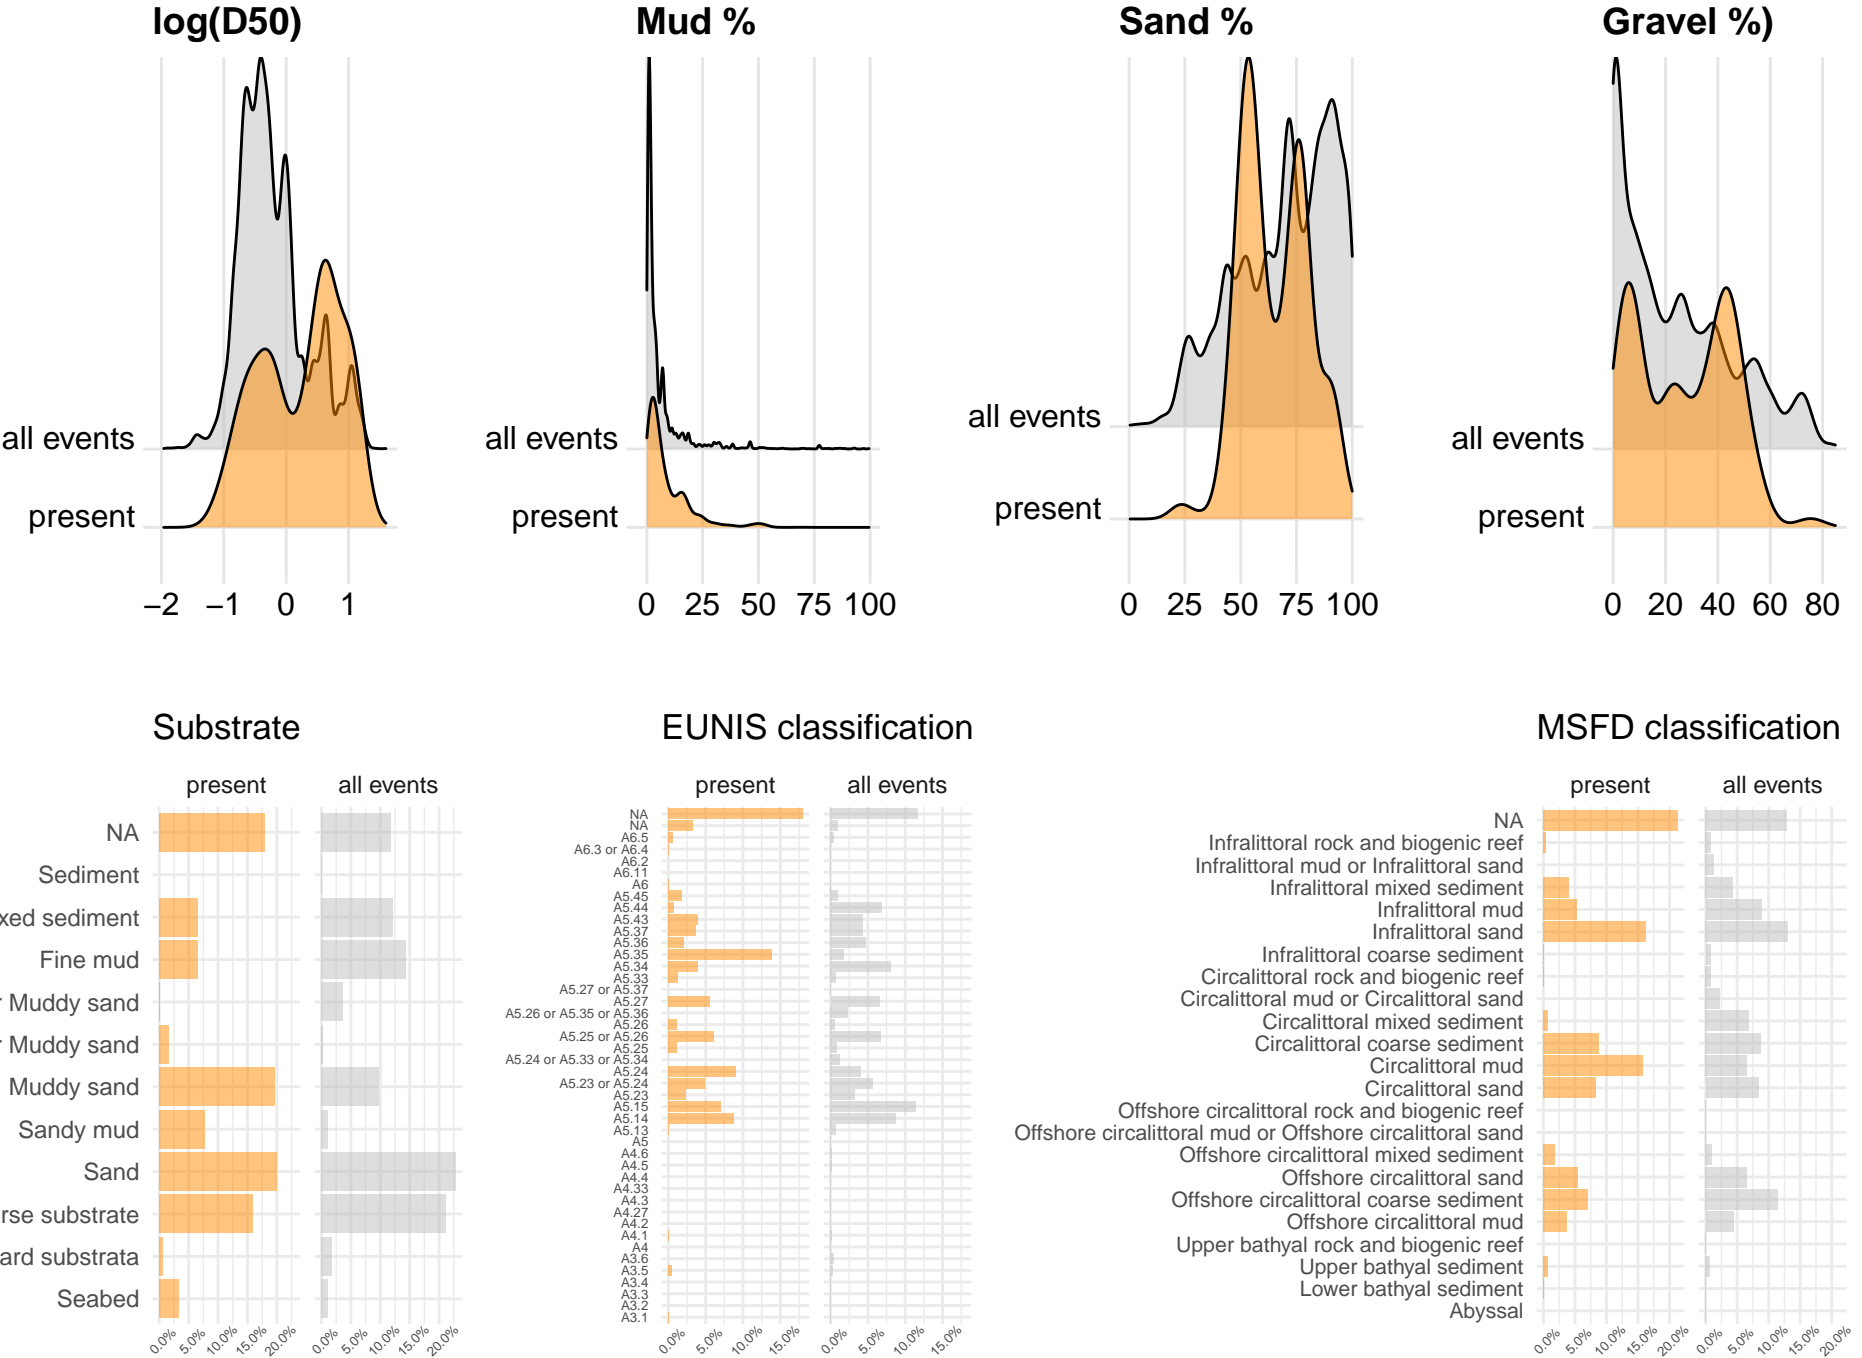 log(D50) Mud % Sand % Gravel %)
all events all events all events all events
present present present present
−2 −1 0 1 0 25 50 75 100 0 25 50 75 100 0 20 40 60 80
Substrate EUNIS classification MSFD classification
present all events present all events present all events
NA
Sediment
xed sediment
Fine mud
r Muddy sand
r Muddy sand
Muddy sand
Sandy mud
Sand
rse substrate
ard substrata
Seabed
0.0% 5.0% 10.0% 15.0% 20.0% 0.0% 5.0% 10.0% 15.0% 20.0%
NA
NA
A6.5
A6.3 or A6.4
A6.2
A6.11
A6
A5.45
A5.44
A5.43
A5.37
A5.36
A5.35
A5.34
A5.33
A5.27 or A5.37
A5.27
A5.26 or A5.35 or A5.36
A5.26
A5.25 or A5.26
A5.25
A5.24 or A5.33 or A5.34
A5.24
A5.23 or A5.24
A5.23
A5.15
A5.14
A5.13
A5
A4.6
A4.5
A4.4
A4.33
A4.3
A4.27
A4.2
A4.1
A4
A3.6
A3.5
A3.4
A3.3
A3.2
A3.1
0.0% 5.0% 10.0% 15.0% 0.0% 5.0% 10.0% 15.0%
NA
Infralittoral rock and biogenic reef
Infralittoral mud or Infralittoral sand
Infralittoral mixed sediment
Infralittoral mud
Infralittoral sand
Infralittoral coarse sediment
Circalittoral rock and biogenic reef
Circalittoral mud or Circalittoral sand
Circalittoral mixed sediment
Circalittoral coarse sediment
Circalittoral mud
Circalittoral sand
Offshore circalittoral rock and biogenic reef
Offshore circalittoral mud or Offshore circalittoral sand
Offshore circalittoral mixed sediment
Offshore circalittoral sand
Offshore circalittoral coarse sediment
Offshore circalittoral mud
Upper bathyal rock and biogenic reef
Upper bathyal sediment
Lower bathyal sediment
Abyssal
0.0% 5.0% 10.0% 15.0% 20.0% 0.0% 5.0% 10.0% 15.0% 20.0%